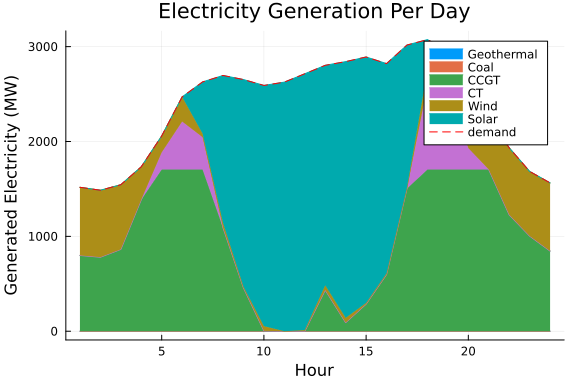 Electricity Generation Per Day
Generated Electricity (MW)
3000
2000
1000
0
5
10
15
20
Hour
Geothermal
Coal
CCGT
CT
Wind
Solar
demand